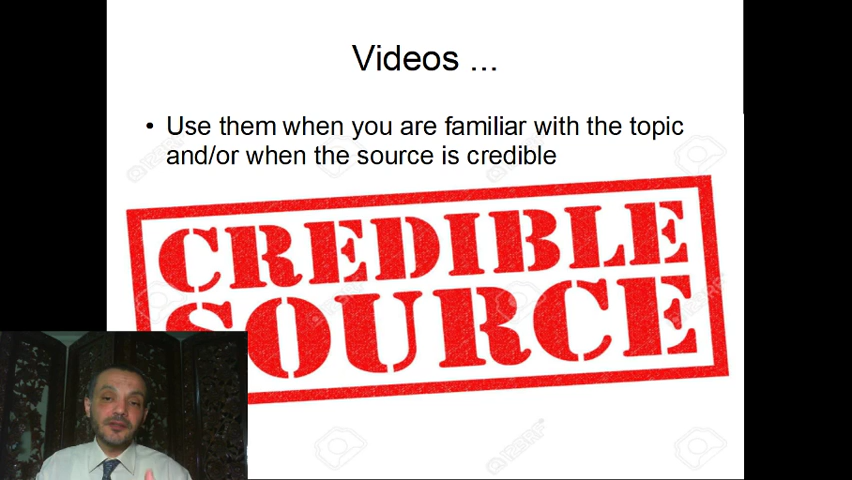 Videos ...
• Use them when you are familiar with the topic
and/or when the source is credible
CREDIBLE
SOURCE
123RF